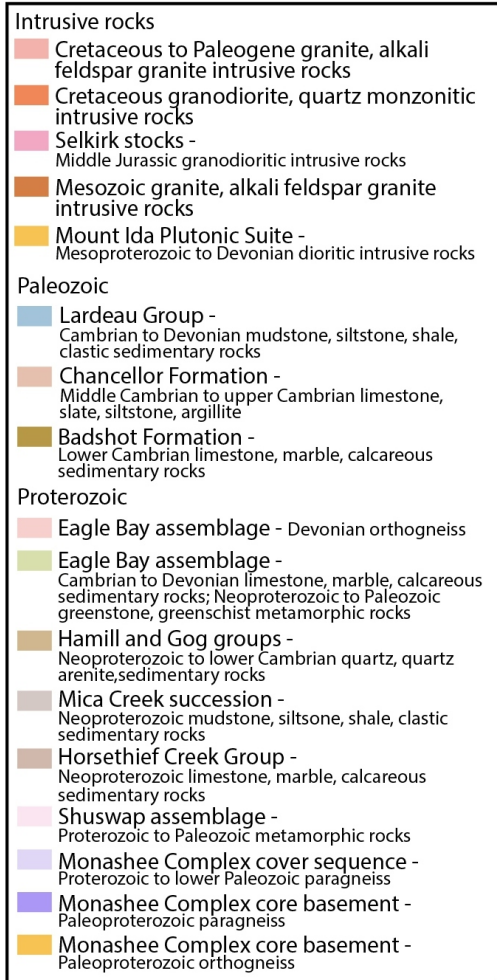 Intrusive rocks
Cretaceous to Paleogene granite, alkali
feldspar granite intrusive rocks
Cretaceous granodiorite, quartz monzonitic
intrusive rocks
Selkirk stocks -
Middle Jurassic granodioritic intrusive rocks
Mesozoic granite, alkali feldspar granite
intrusive rocks
Mount Ida Plutonic Suite -
Mesoproterozoic to Devonian dioritic intrusive rocks
Paleozoic
Lardeau Group -
Cambrian to Devonian mudstone, siltstone, shale,
clastic sedimentary rocks
Chancellor Formation -
Middle Cambrian to upper Cambrian limestone,
slate, siltstone, argillite
Badshot Formation -
Lower Cambrian limestone, marble, calcareous
sedimentary rocks
Proterozoic
Eagle Bay assemblage - Devonian orthogneiss
Eagle Bay assemblage -
Cambrian to Devonian limestone, marble, calcareous
sedimentary rocks; Neoproterozoic to Paleozoic
greenstone, greenschist metamorphic rocks
Hamill and Gog groups -
Neoproterozoic to lower Cambrian quartz, quartz
arenite,sedimentary rocks
Mica Creek succession -
Neoproterozoic mudstone, siltsone, shale, clastic
sedimentary rocks
Horsethief Creek Group -
Neoproterozoic limestone, marble, calcareous
sedimentary rocks
Shuswap assemblage -
Proterozoic to Paleozoic metamorphic rocks
Monashee Complex cover sequence -
Proterozoic to lower Paleozoic paragneiss
Monashee Complex core basement -
Paleoproterozoic paragneiss
Monashee Complex core basement -
Paleoproterozoic orthogneiss